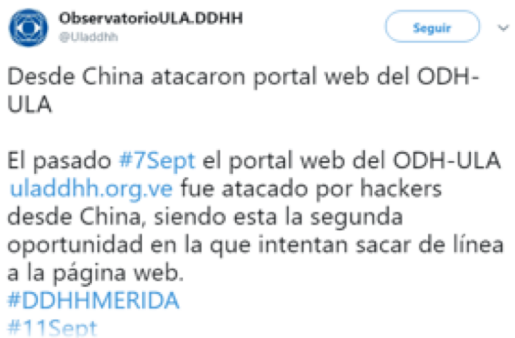 ObservatorioULA.DDHH
@Uladdhh
Seguir
Desde China atacaron portal web del ODH-
ULA
El pasado #7Sept el portal web del ODH-ULA
uladdhh.org.ve fue atacado por hackers
desde China, siendo esta la segunda
oportunidad en la que intentan sacar de línea
a la página web.
#DDHHMERIDA
#11Sept